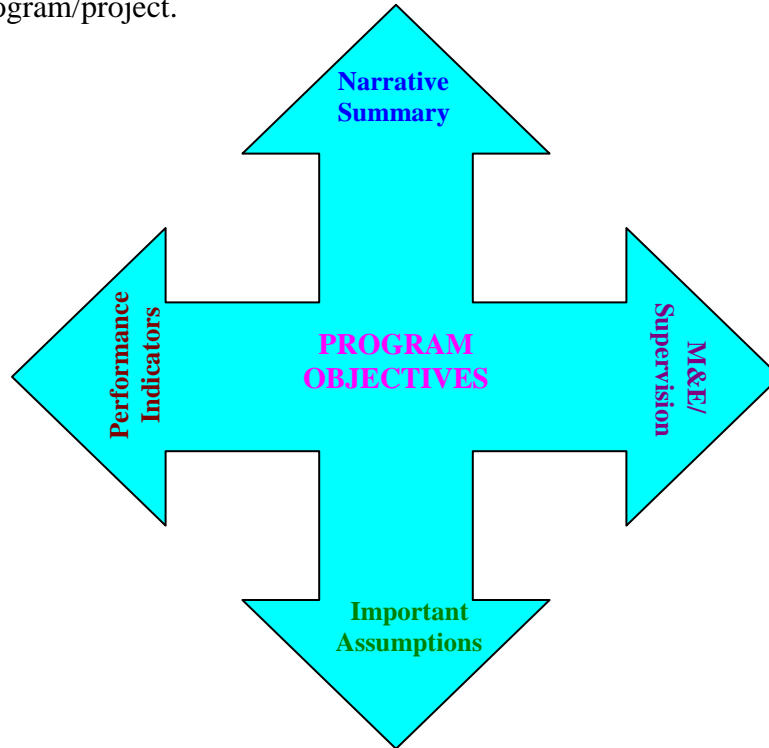 ogram/project.
Narrative
Summary
Performance
Indicators
PROGRAM
OBJECTIVES
M&E/
Supervision
Important
Assumptions